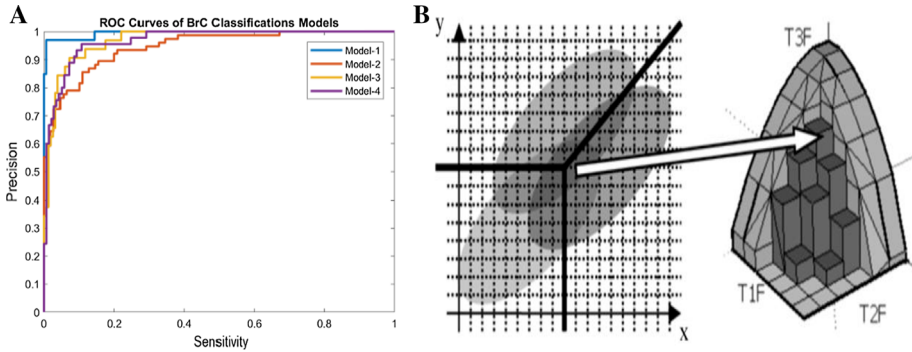 A
ROC Curves of BrC Classifications Models
Precision
1
0.9
0.8
0.7
0.6
0.5
0.4
0.3
0.2
0.1
0
0
0.2
0.4
0.6
0.8
1
Sensitivity
Model-1
Model-2
Model-3
Model-4
B
y
x
T3F
T1F
T2F